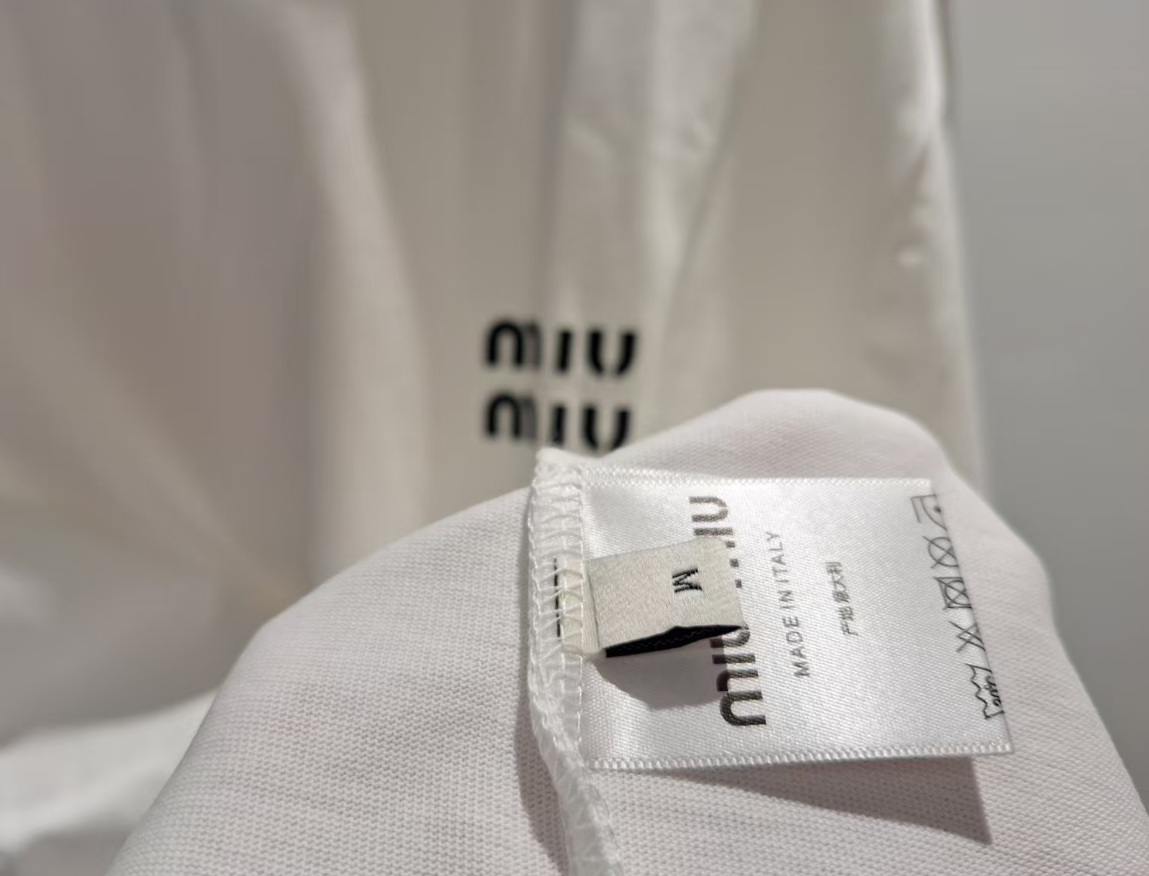 MIU
MIU
M
MIU MIU
MADE IN ITALY
产地 意大利